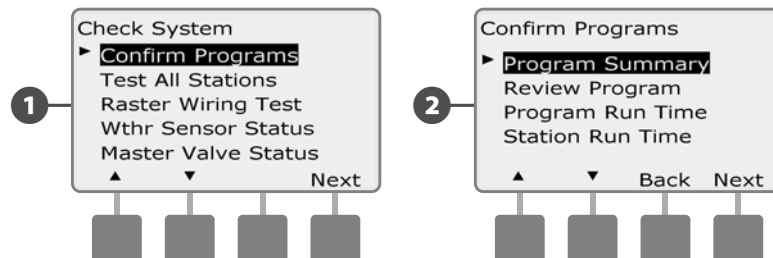 1
Check System
Confirm Programs
Test All Stations
Raster Wiring Test
Wthr Sensor Status
Master Valve Status
Next
2
Confirm Programs
Program Summary
Review Program
Program Run Time
Station Run Time
Back Next